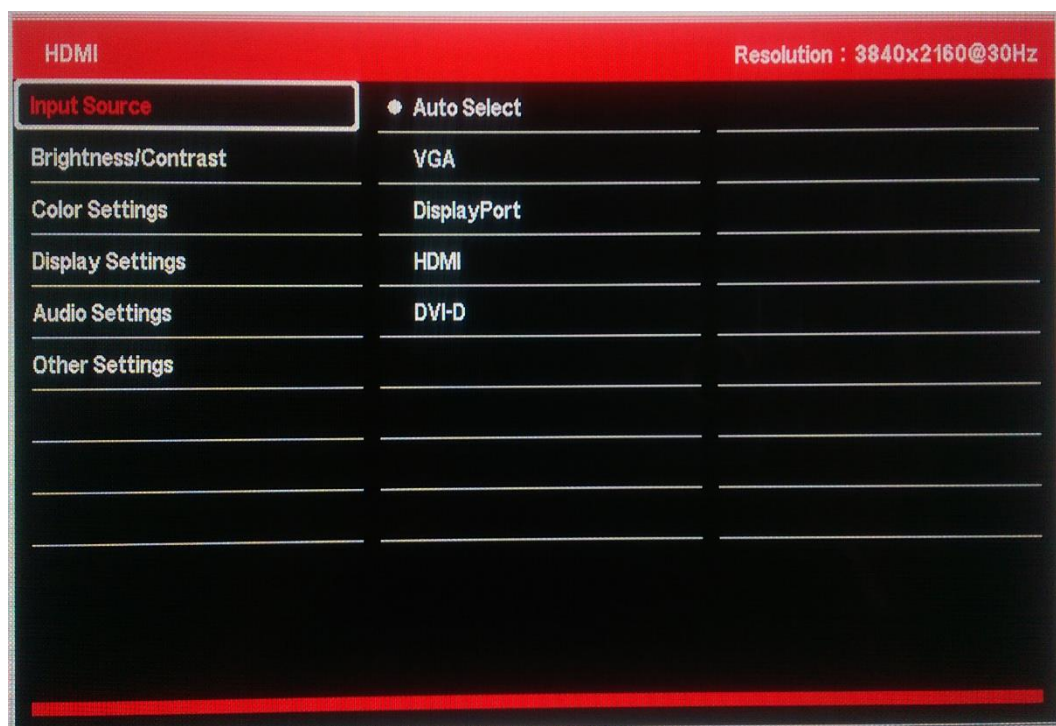 HDMI Resolution : 3840x2160@30Hz
Input Source
Brightness/Contrast
Color Settings
Display Settings
Audio Settings
Other Settings
● Auto Select
VGA
DisplayPort
HDMI
DVI-D